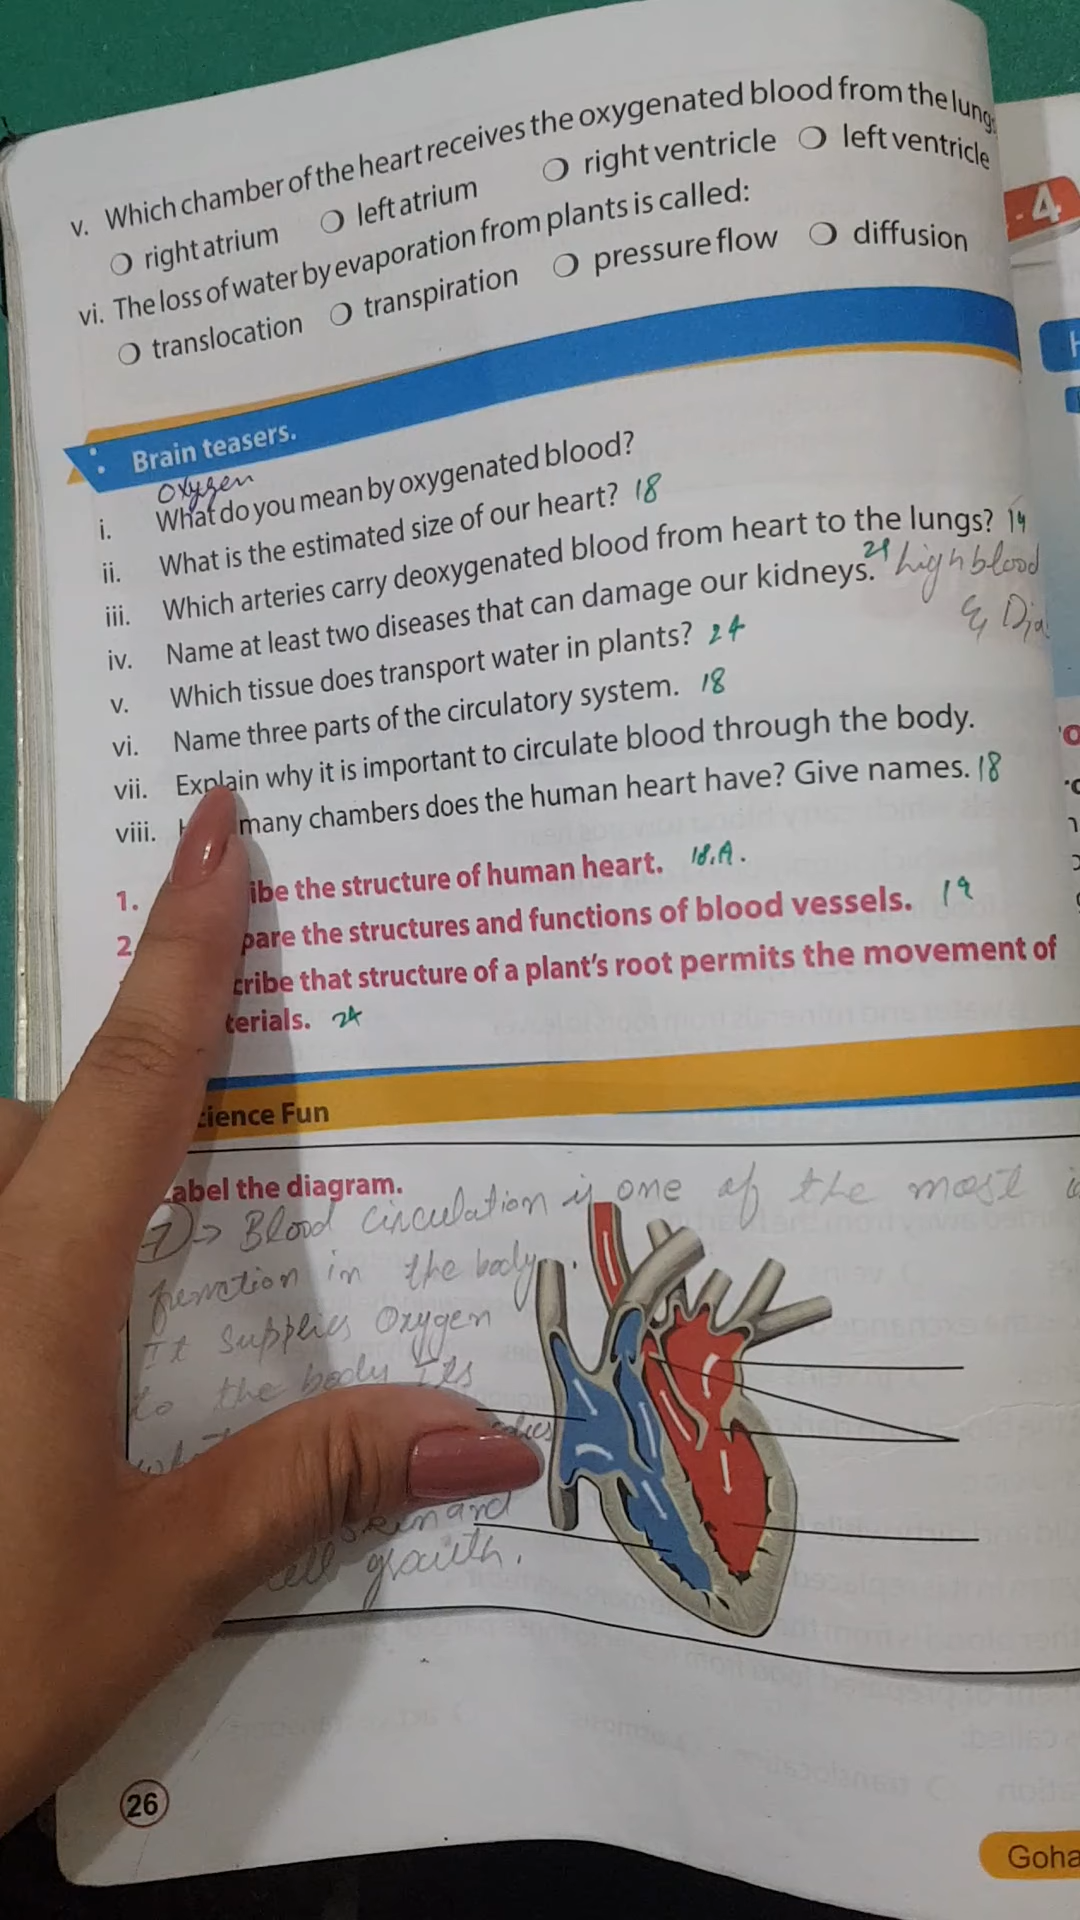 v. Which chamber of the heart receives the oxygenated blood from the lung
right atrium left atrium right ventricle left ventricle
vi. The loss of water by evaporation from plants is called:
translocation transpiration pressure flow diffusion
-4
Brain teasers.
oxygen
i. What do you mean by oxygenated blood?
ii. What is the estimated size of our heart? 18
iii. Which arteries carry deoxygenated blood from heart to the lungs? 19
iv. Name at least two diseases that can damage our kidneys. 21 high blood
& Dia
v. Which tissue does transport water in plants? 24
vi. Name three parts of the circulatory system. 18
vii. Explain why it is important to circulate blood through the body.
viii. many chambers does the human heart have? Give names. 18
1. ibe the structure of human heart. 18.A.
2. pare the structures and functions of blood vessels. 19
cribe that structure of a plant's root permits the movement of
terials. 24
cience Fun
abel the diagram.
7) → Blood circulation is one of the most i
function in the body.
It supplies Oxygen
to the body Its
skin and
cell growth.
26
Goha